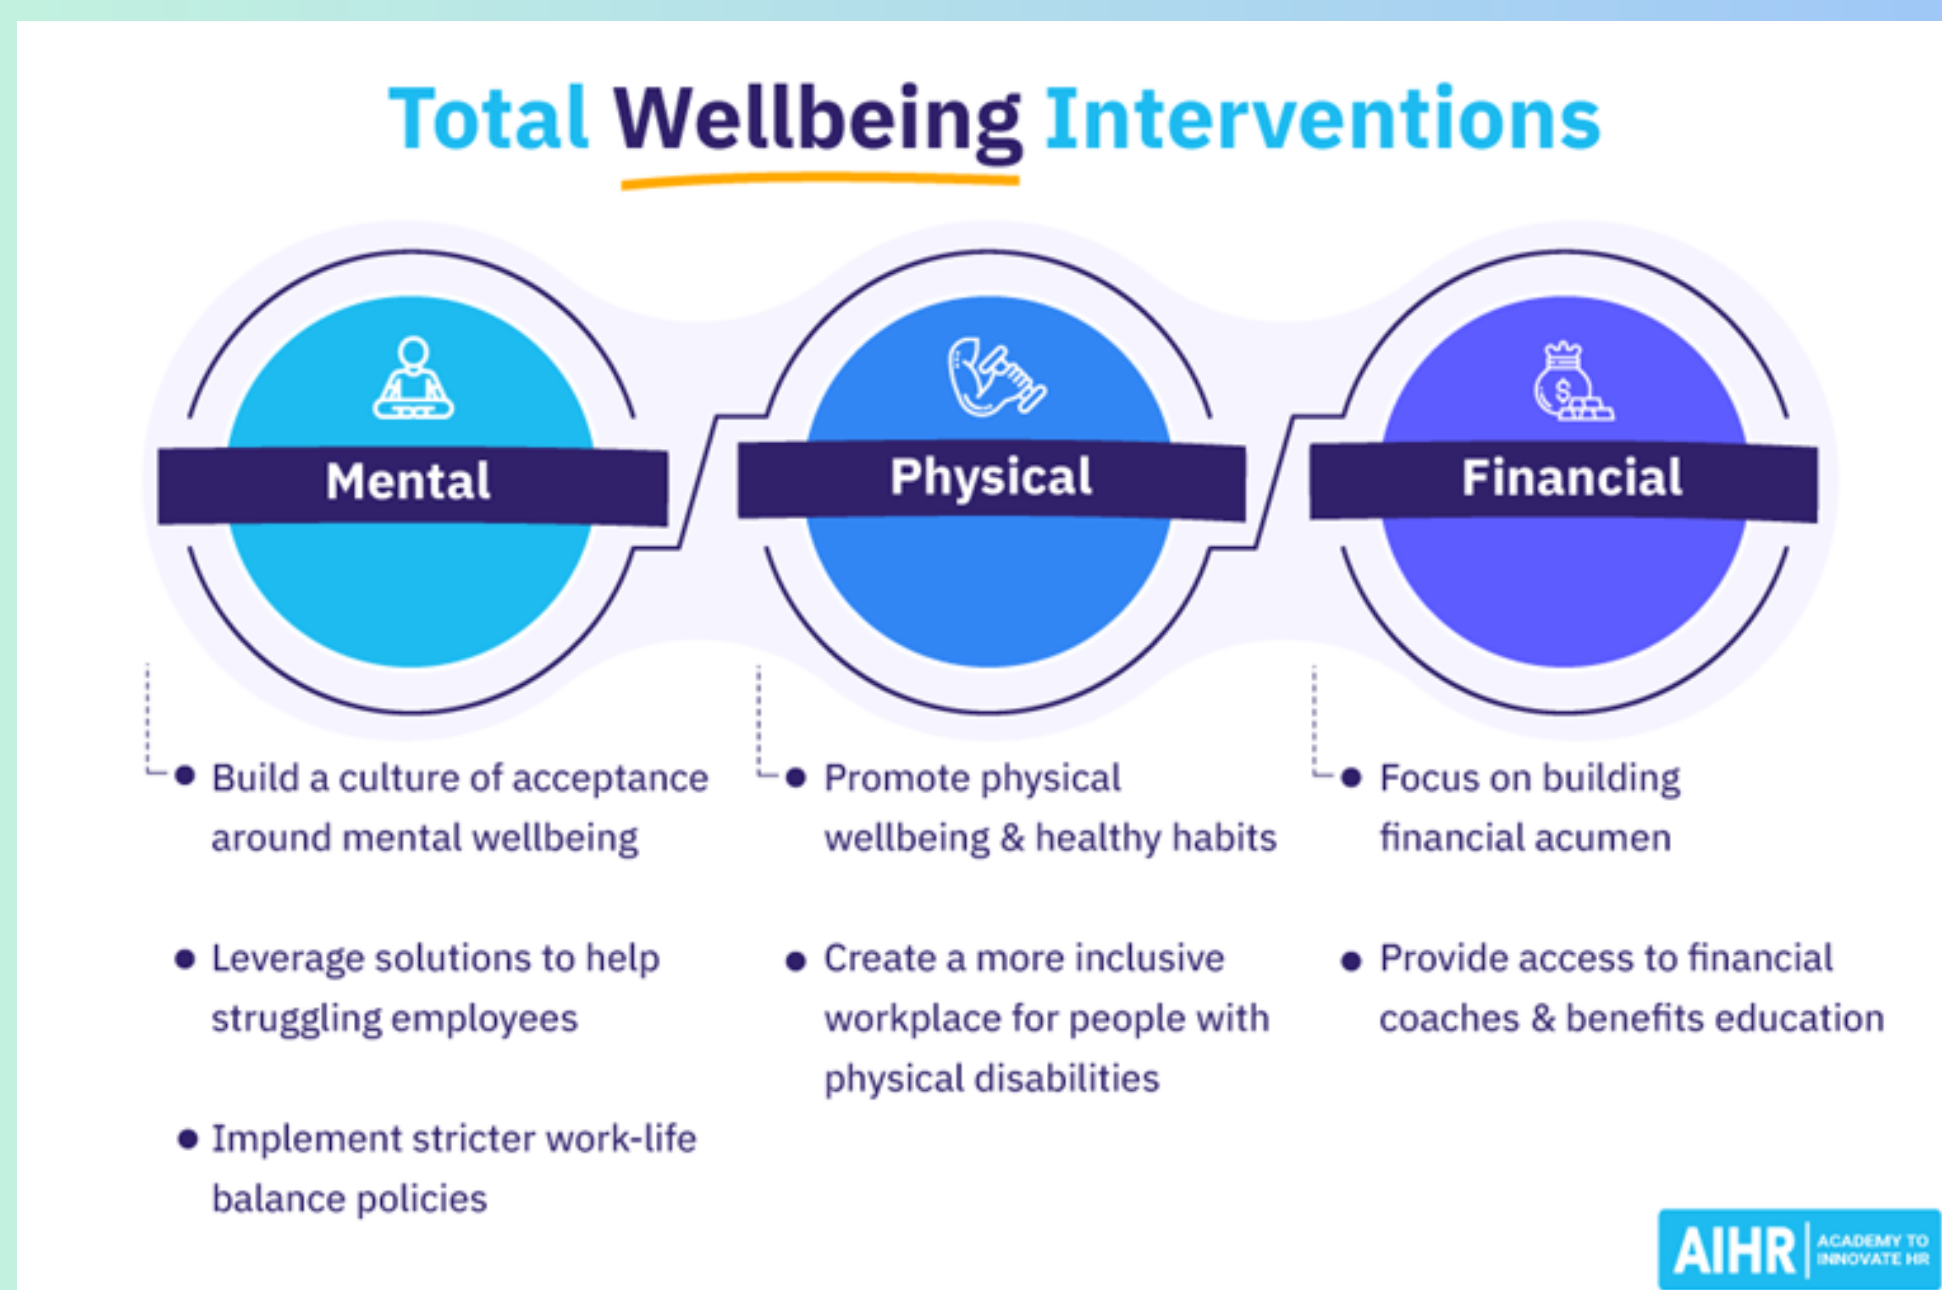 Total Wellbeing Interventions
Mental
Physical
Financial
$
Build a culture of acceptance
around mental wellbeing
Leverage solutions to help
struggling employees
Implement stricter work-life
balance policies
Promote physical
wellbeing & healthy habits
Create a more inclusive
workplace for people with
physical disabilities
Focus on building
financial acumen
Provide access to financial
coaches & benefits education
AIHR
ACADEMY TO
INNOVATE HR